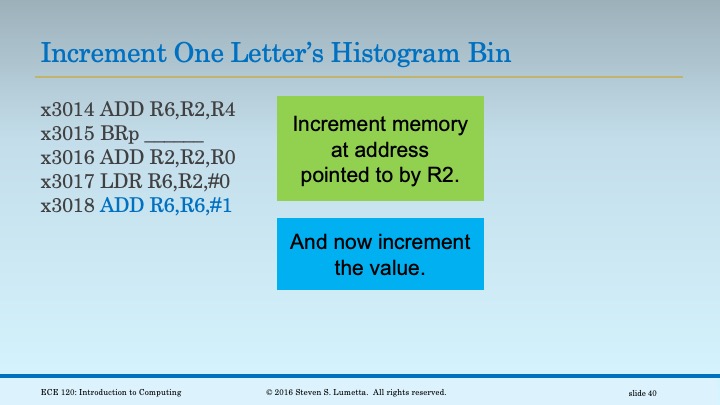 Increment One Letter’s Histogram Bin
x3014 ADD R6,R2,R4
x3015 BRp ______
x3016 ADD R2,R2,R0
x3017 LDR R6,R2,#0
x3018 ADD R6,R6,#1
Increment memory
at address
pointed to by R2.
And now increment
the value.
ECE 120: Introduction to Computing
© 2016 Steven S. Lumetta. All rights reserved.
slide 40